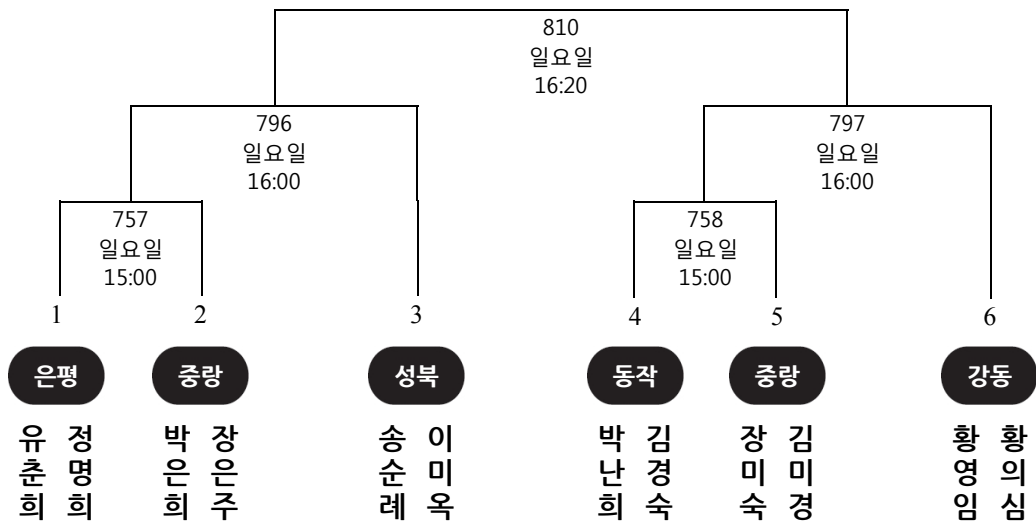 810
일요일
16:20
796
일요일
16:00
797
일요일
16:00
757
일요일
15:00
758
일요일
15:00
1 2 3 4 5 6
은평 중랑 성북 동작 중랑 강동
유춘희 정명희 박은희 장은주 송순례 이미옥 박난희 김경숙 장미숙 김미경 황영임 황의심